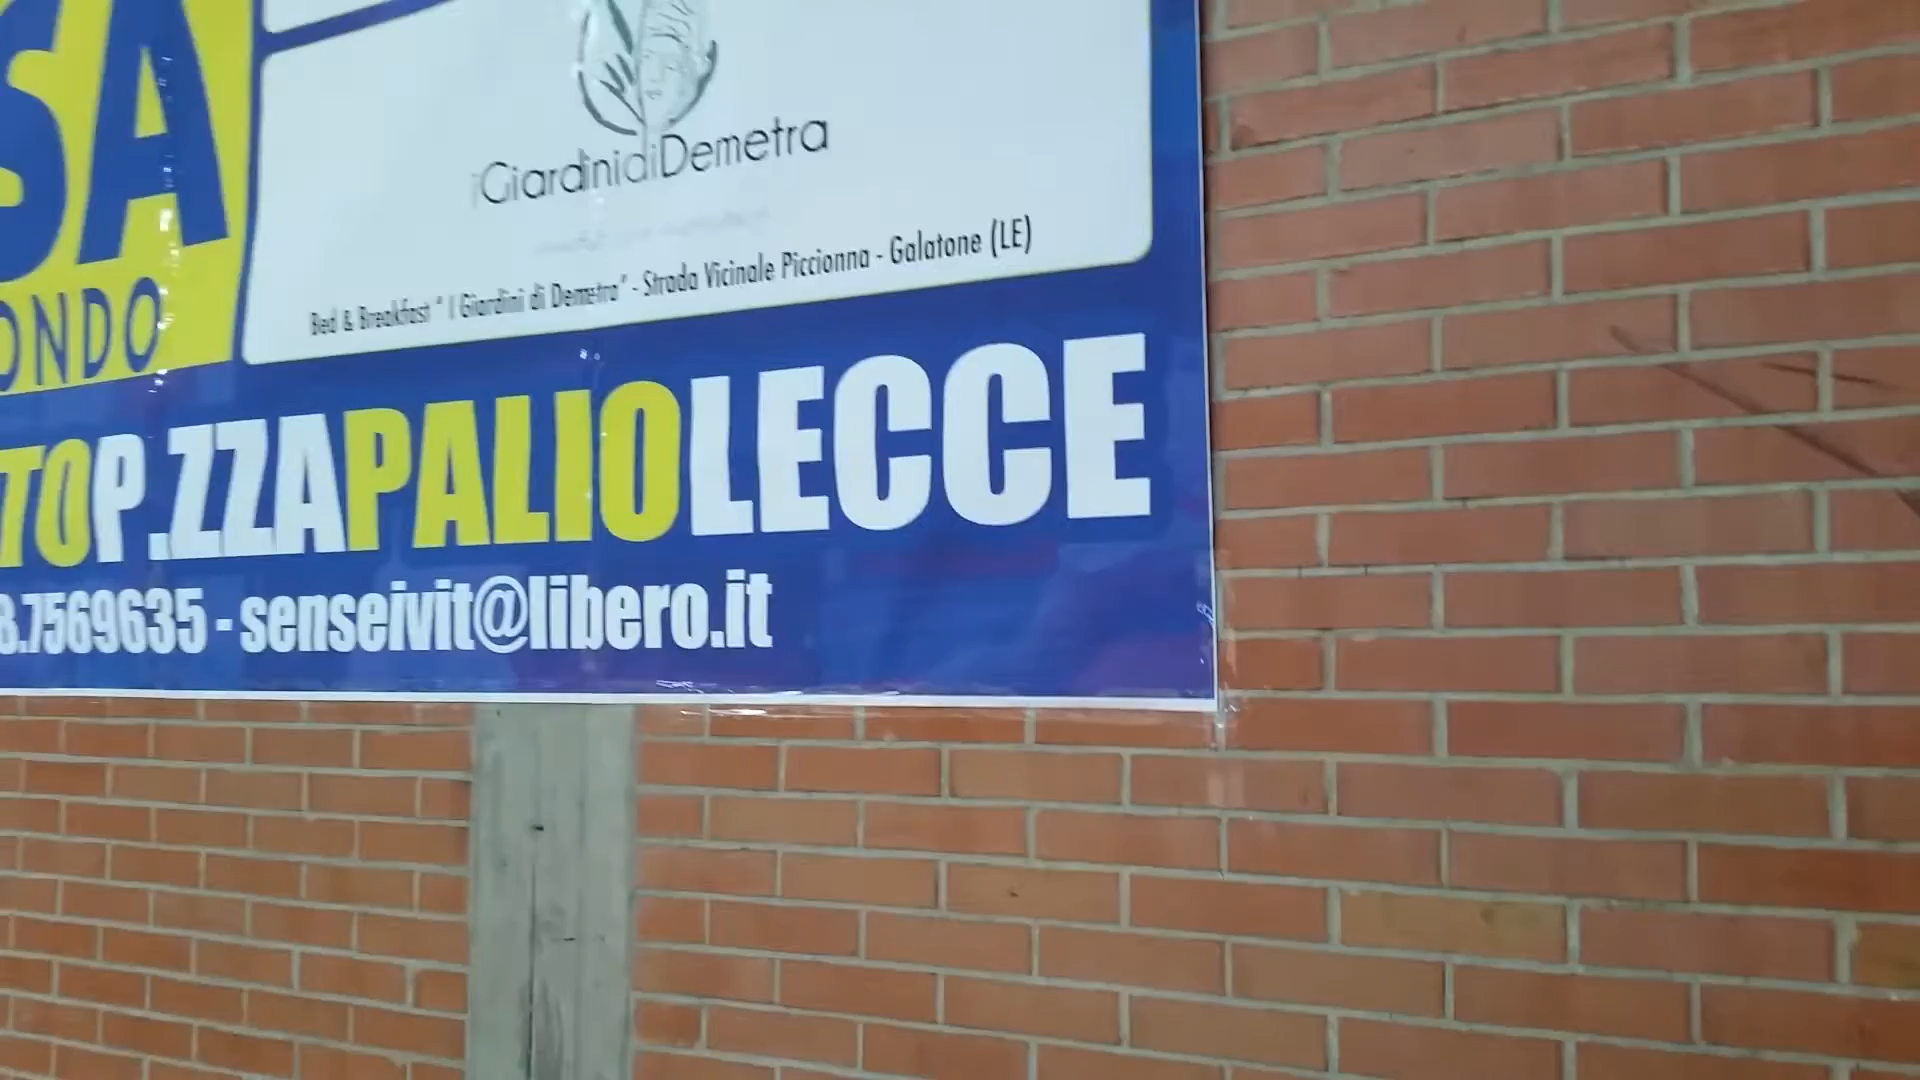 SA
ONDO
iGiardinidiDemetra
Bed & Breakfast " I Giardini di Demetra" - Strada Vicinale Piccionna - Galatone (LE)
TOP.ZZAPALIOLECCE
8.7569635 - senseivit@libero.it